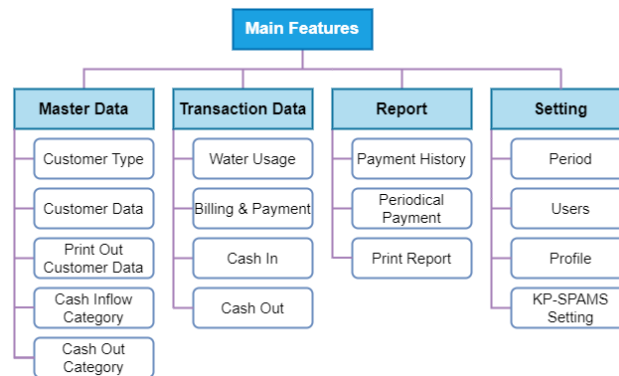 Main Features
Master Data
Customer Type
Customer Data
Print Out
Customer Data
Cash Inflow
Category
Cash Out
Category
Transaction Data
Water Usage
Billing & Payment
Cash In
Cash Out
Report
Payment History
Periodical
Payment
Print Report
Setting
Period
Users
Profile
KP-SPAMS
Setting